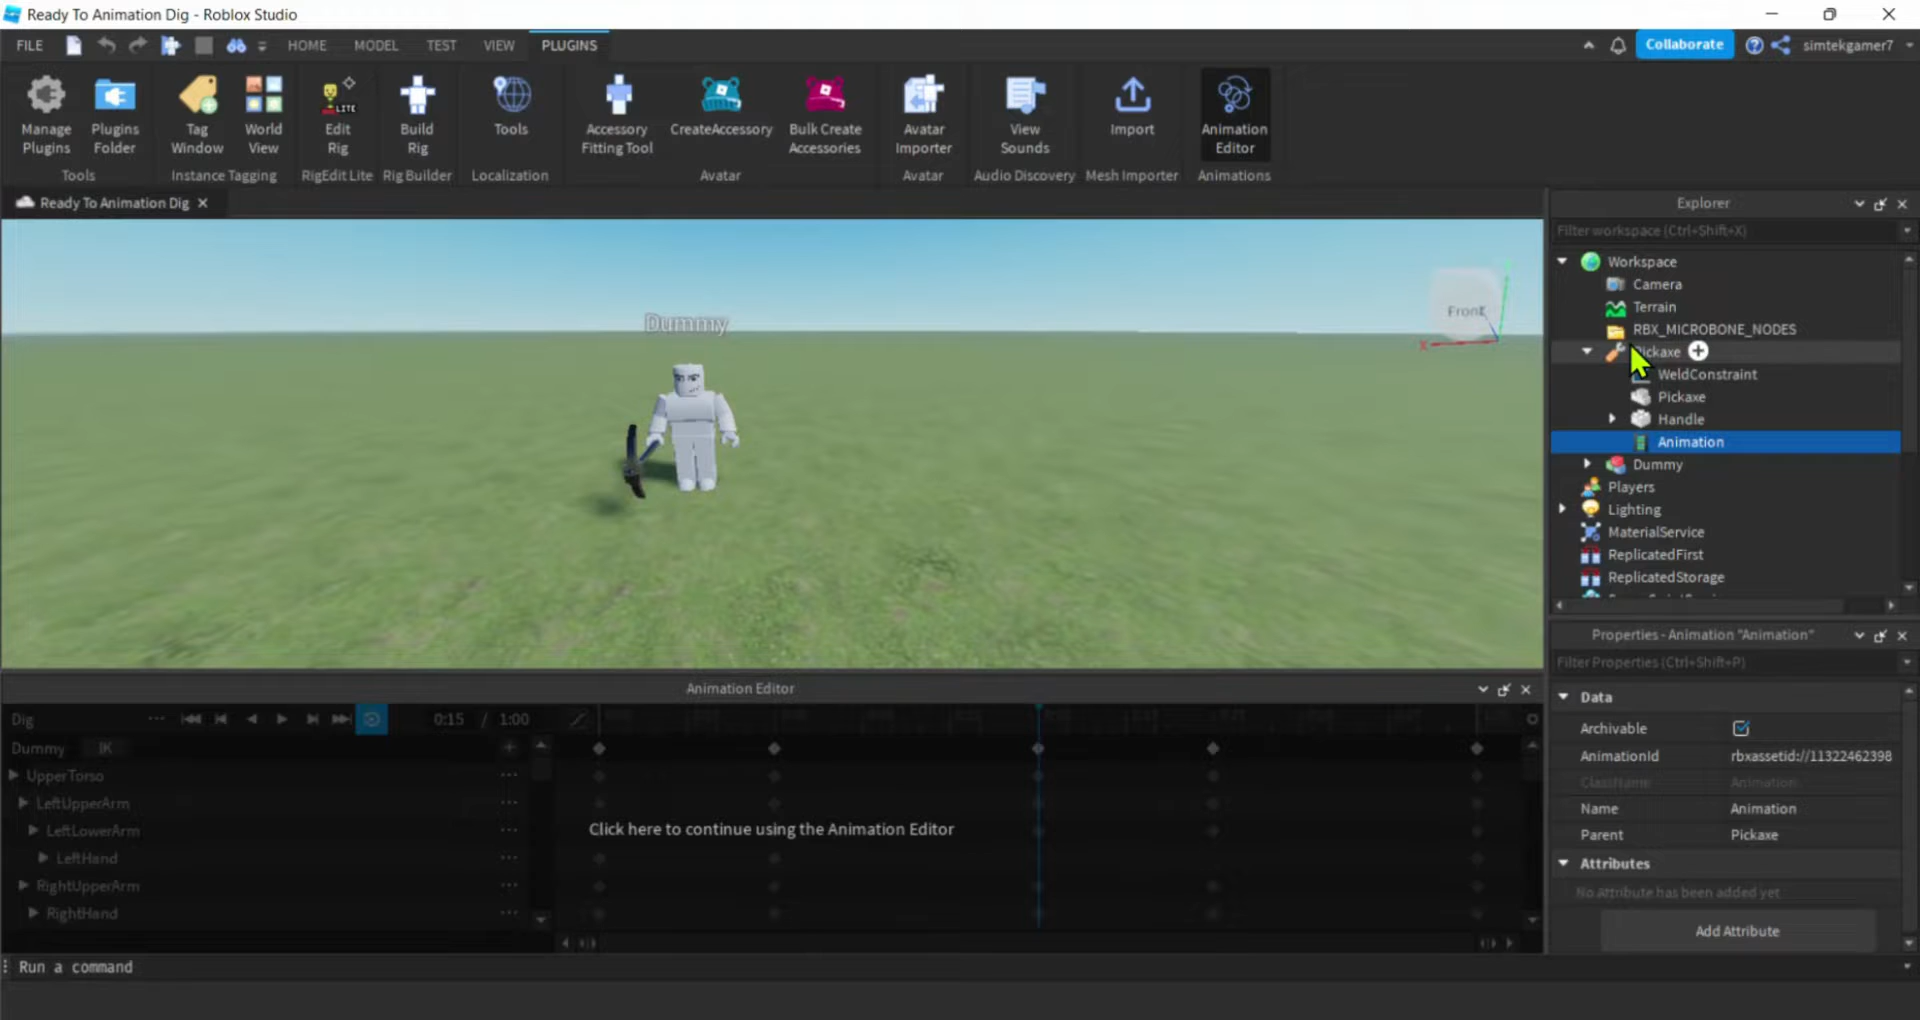 Ready To Animation Dig - Roblox Studio
FILE HOME MODEL TEST VIEW PLUGINS Collaborate simtekgamer7
Manage Plugins
Plugins Folder
Tag Window
World View
LITE
Edit Rig
Build Rig
Tools
Accessory Fitting Tool
CreateAccessory
Bulk Create Accessories
Avatar Importer
View Sounds
Import
Animation Editor
Tools Instance Tagging RigEdit Lite Rig Builder Localization Avatar Avatar Audio Discovery Mesh Importer Animations
Ready To Animation Dig
Dummy
Front
X
Explorer
Filter workspace (Ctrl+Shift+X)
Workspace
Camera
Terrain
RBX_MICROBONE_NODES
Pickaxe
WeldConstraint
Pickaxe
Handle
Animation
Dummy
Players
Lighting
MaterialService
ReplicatedFirst
ReplicatedStorage
Properties - Animation "Animation"
Filter Properties (Ctrl+Shift+P)
Data
Archivable
AnimationId rbxassetid://11322462398
ClassName Animation
Name Animation
Parent Pickaxe
Attributes
No Attribute has been added yet
Add Attribute
Animation Editor
Dig 0:15 / 1:00
Dummy IK
UpperTorso
LeftUpperArm
LeftLowerArm
LeftHand
RightUpperArm
RightHand
Click here to continue using the Animation Editor
Run a command